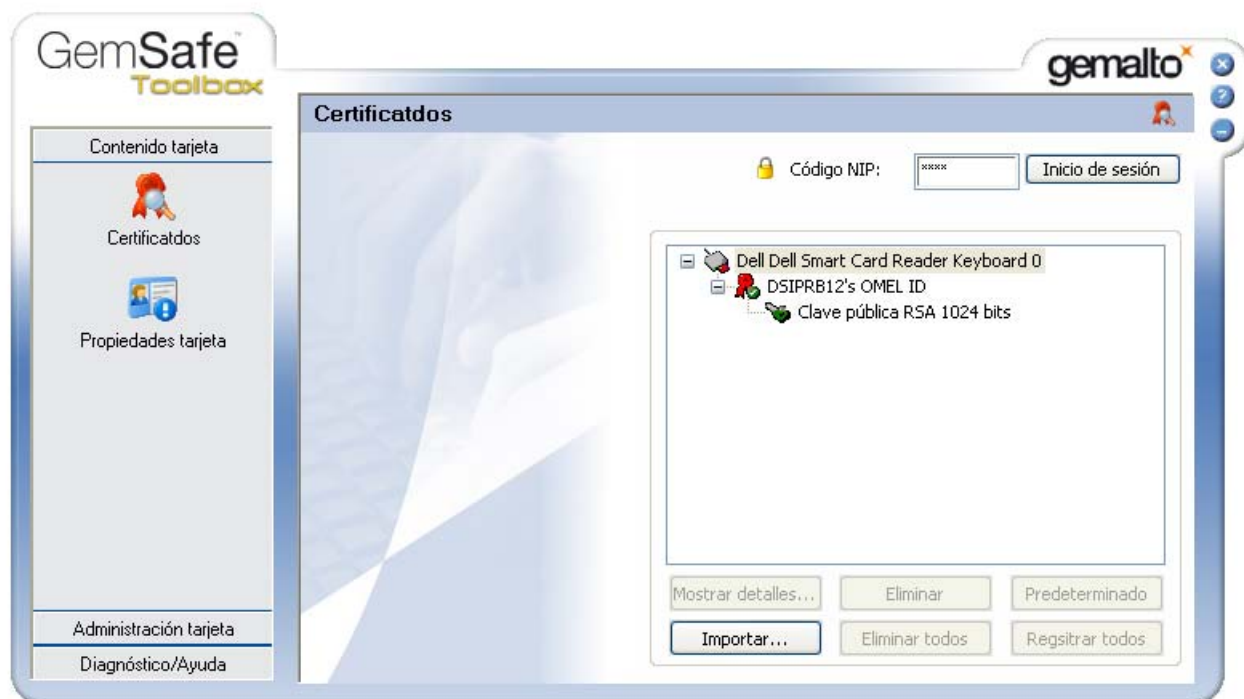 GemSafe™
Toolbox
gemalto
Contenido tarjeta
Certificatdos
Propiedades tarjeta
Administración tarjeta
Diagnóstico/Ayuda
Certificatdos
Código NIP:
****
Inicio de sesión
Dell Dell Smart Card Reader Keyboard 0
DSIPRB12's OMEL ID
Clave pública RSA 1024 bits
Mostrar detalles...
Eliminar
Predeterminado
Importar...
Eliminar todos
Regsitrar todos